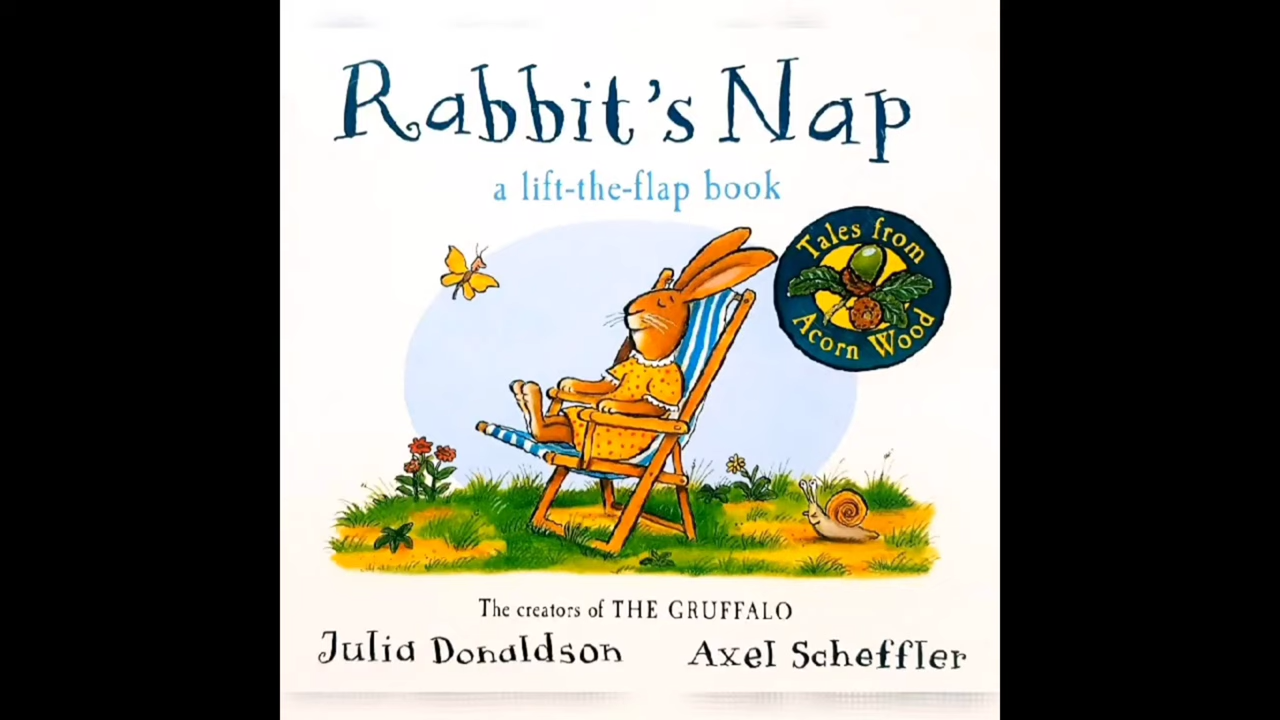 Rabbit's Nap
a lift-the-flap book
Tales from
Acorn Wood
The creators of THE GRUFFALO
Julia Donaldson Axel Scheffler